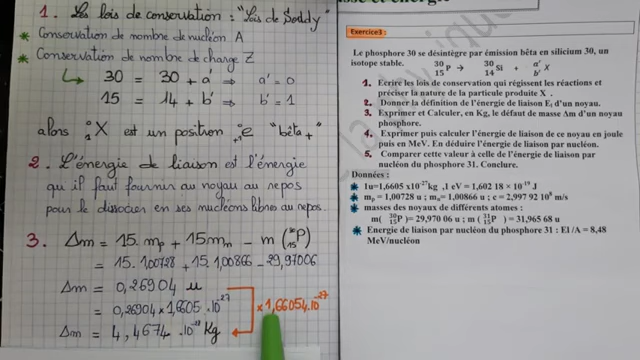 1. Les lois de conservation : "Lois de Soddy"
* Conservation de nombre de nucléon A
* Conservation de nombre de charge Z
↳ 30 = 30 + a' ⇒ a' = 0
15 = 14 + b' ⇒ b' = 1
alors ⁰₁X est un position ⁰₊₁e "bêta+"
2. L'énergie de liaison est l'énergie
qu'il faut fournir au noyau au repos
pour le dissocier en ses nucléons libres au repos.
3. Δm = 15.mp + 15mn - m(³⁰₁₅P)
= 15.1,00728 + 15.1,00866 - 29,97006
Δm = 0,26904 u
= 0,26904 × 1,6605 .10⁻²⁷
×1,66054.10⁻²⁷
Δm = 4,4674 .10⁻²⁸ Kg
Exercice3 :
Le phosphore 30 se désintègre par émission bêta en silicium 30, un
isotope stable.
³⁰₁₅P → ³⁰₁₄Si + ᵃ'ᵦ'X
1. Ecrire les lois de conservation qui régissent les réactions et
préciser la nature de la particule produite X .
2. Donner la définition de l'énergie de liaison Eₗ d'un noyau.
3. Exprimer et Calculer, en Kg, le défaut de masse Δm d'un noyau
phosphore.
4. Exprimer puis calculer l'énergie de liaison de ce noyau en joule
puis en MeV. En déduire l'énergie de liaison par nucléon.
5. Comparer cette valeur à celle de l'énergie de liaison par
nucléon du phosphore 31. Conclure.
Données :
* 1u=1,6605 x10⁻²⁷kg ,1 eV = 1,602 18 × 10⁻¹⁹ J
* mp = 1,00728 u ; mn= 1,00866 u ; c = 2,997 92 10⁸ m/s
* masses des noyaux de différents atomes :
m( ³⁰₁₅P) = 29,970 06 u ; m (³¹₁₅P ) = 31,965 68 u
* Energie de liaison par nucléon du phosphore 31 : El /A = 8,48
MeV/nucléon